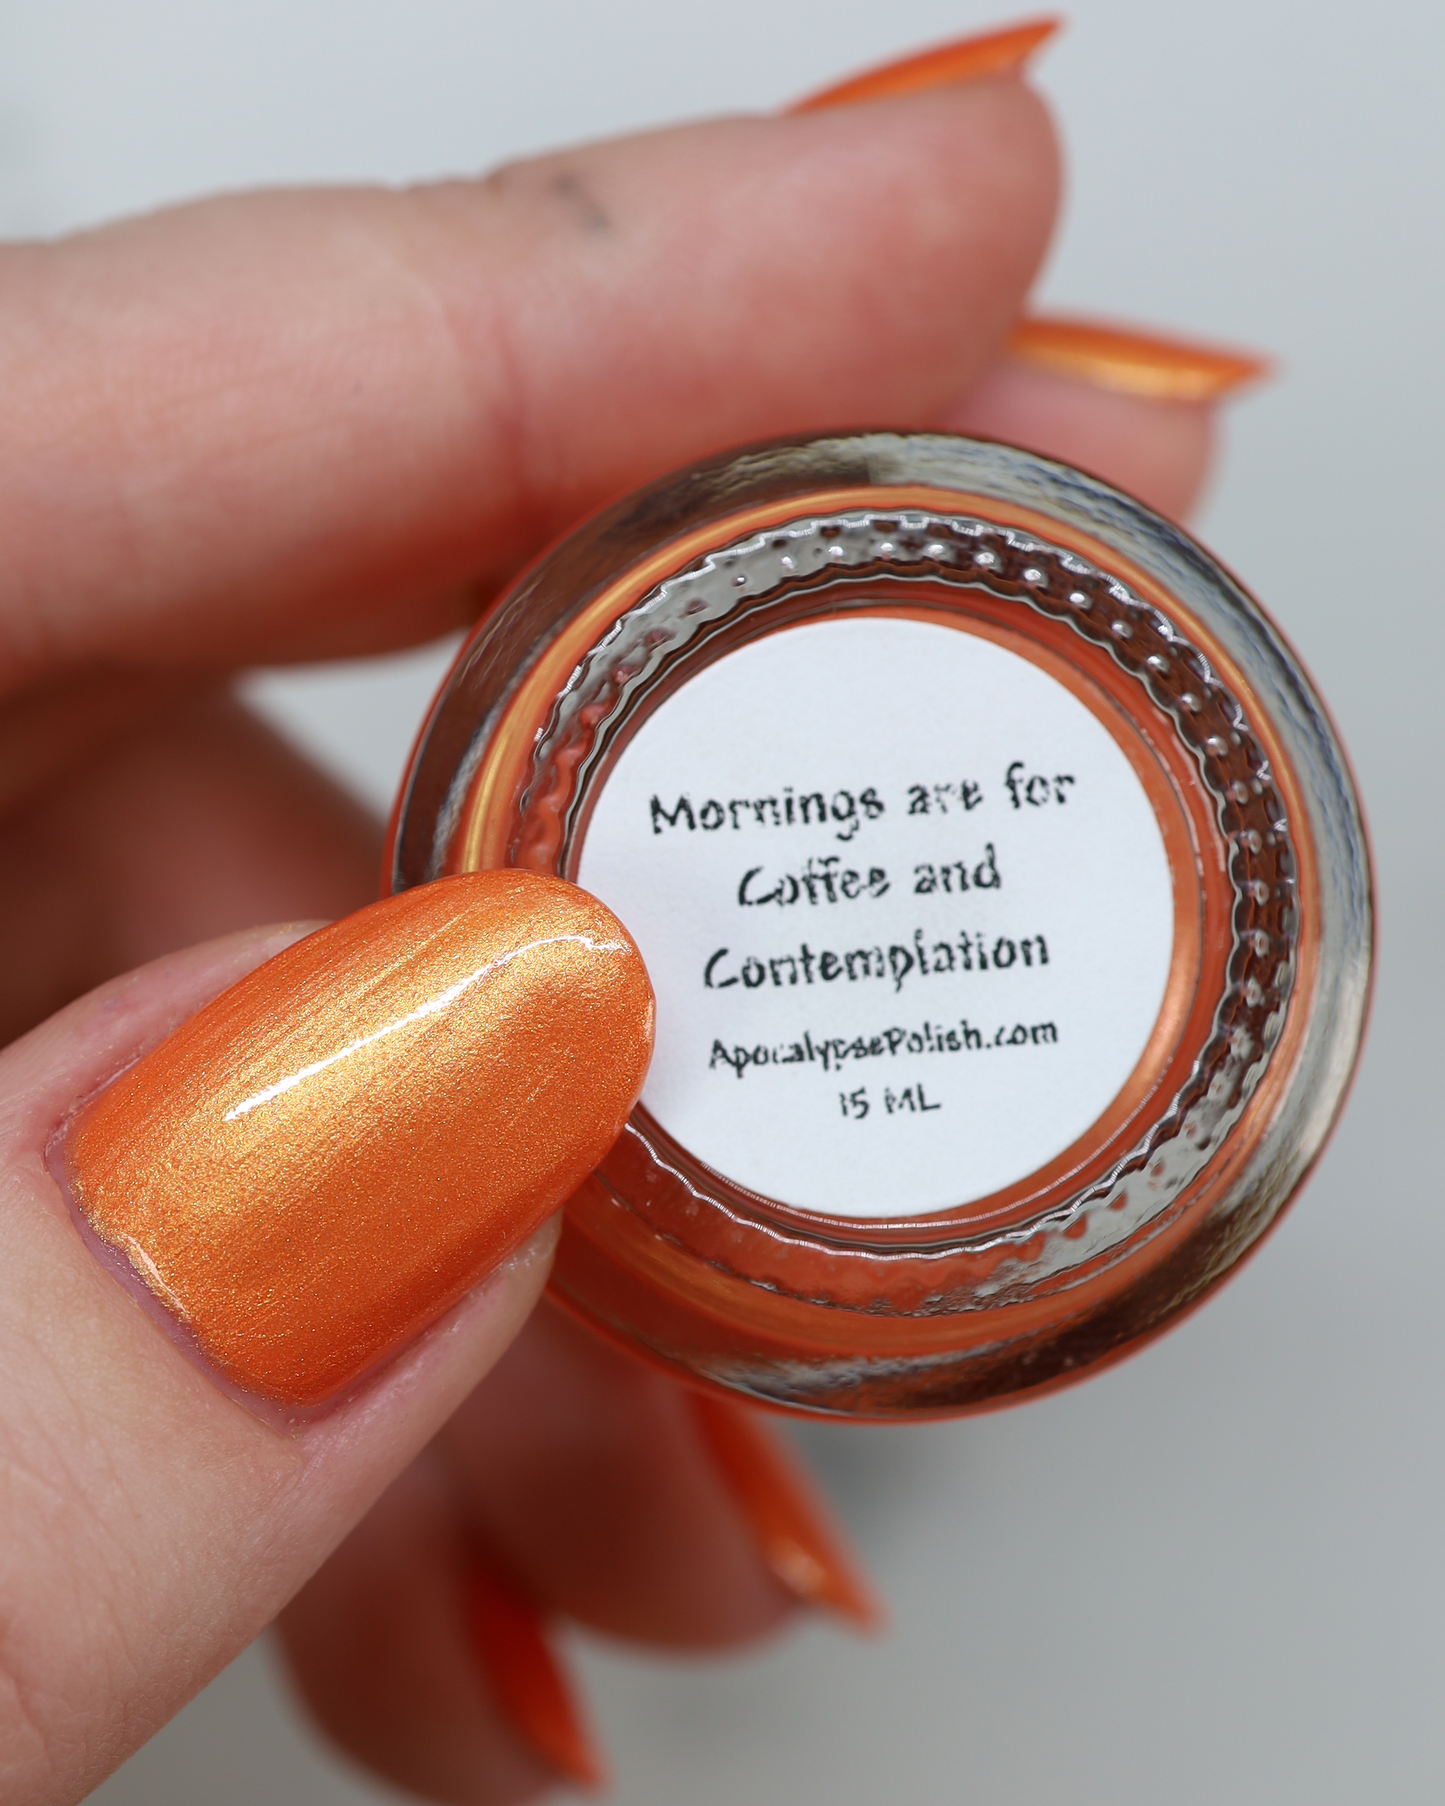 Mornings are for
Coffee and
Contemplation
ApocalypsePolish.com
15 ML